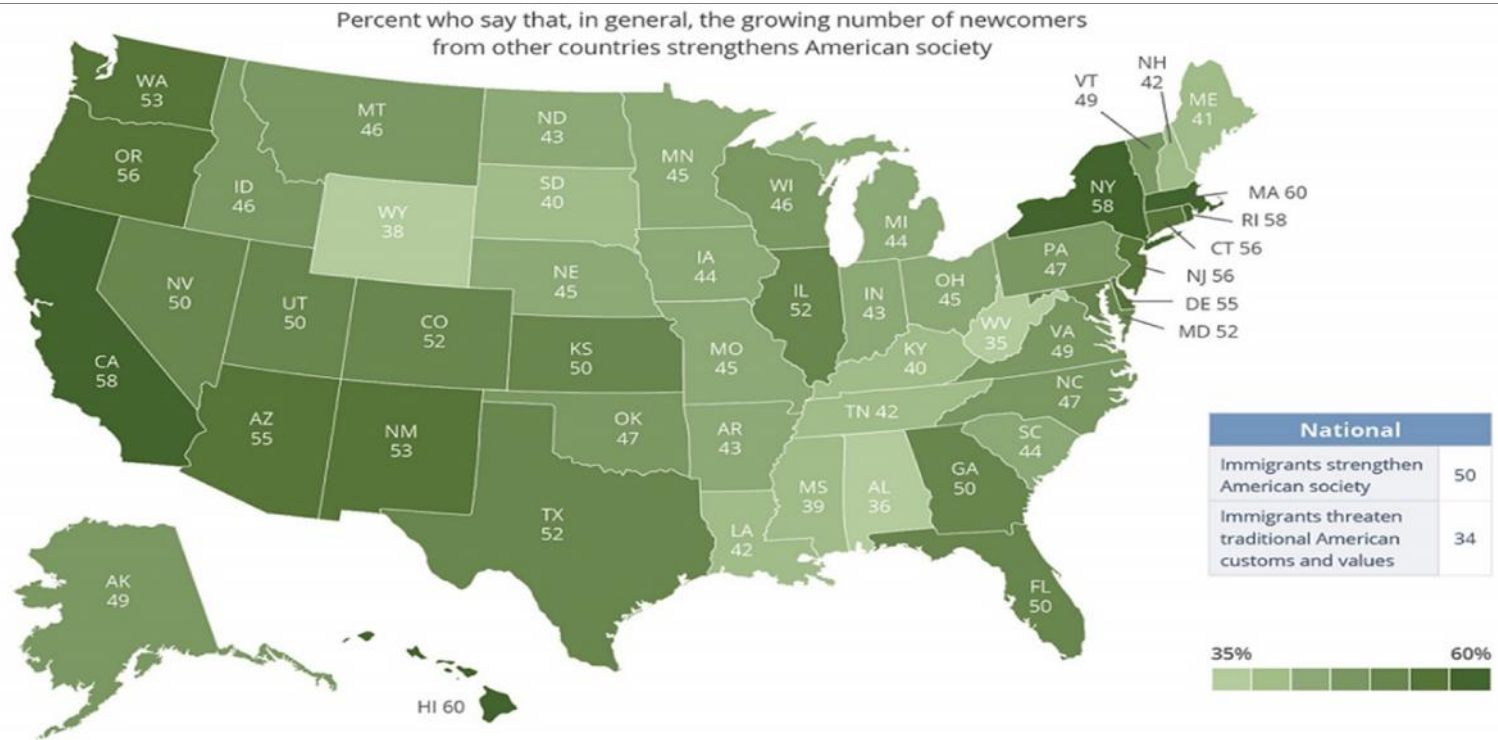 Percent who say that, in general, the growing number of newcomers
from other countries strengthens American society
WA
53
OR
56
CA
58
ID
46
NV
50
MT
46
WY
38
UT
50
AZ
55
CO
52
NM
53
ND
43
SD
40
NE
45
KS
50
OK
47
TX
52
MN
45
IA
44
MO
45
AR
43
LA
42
WI
46
IL
52
MI
44
IN
43
OH
45
KY
40
TN 42
MS
39
AL
36
GA
50
FL
50
SC
44
NC
47
VA
49
WV
35
PA
47
NY
58
VT
49
NH
42
ME
41
MA 60
RI 58
CT 56
NJ 56
DE 55
MD 52
AK
49
HI 60
National
Immigrants strengthen
American society
50
Immigrants threaten
traditional American
customs and values
34
35% 60%